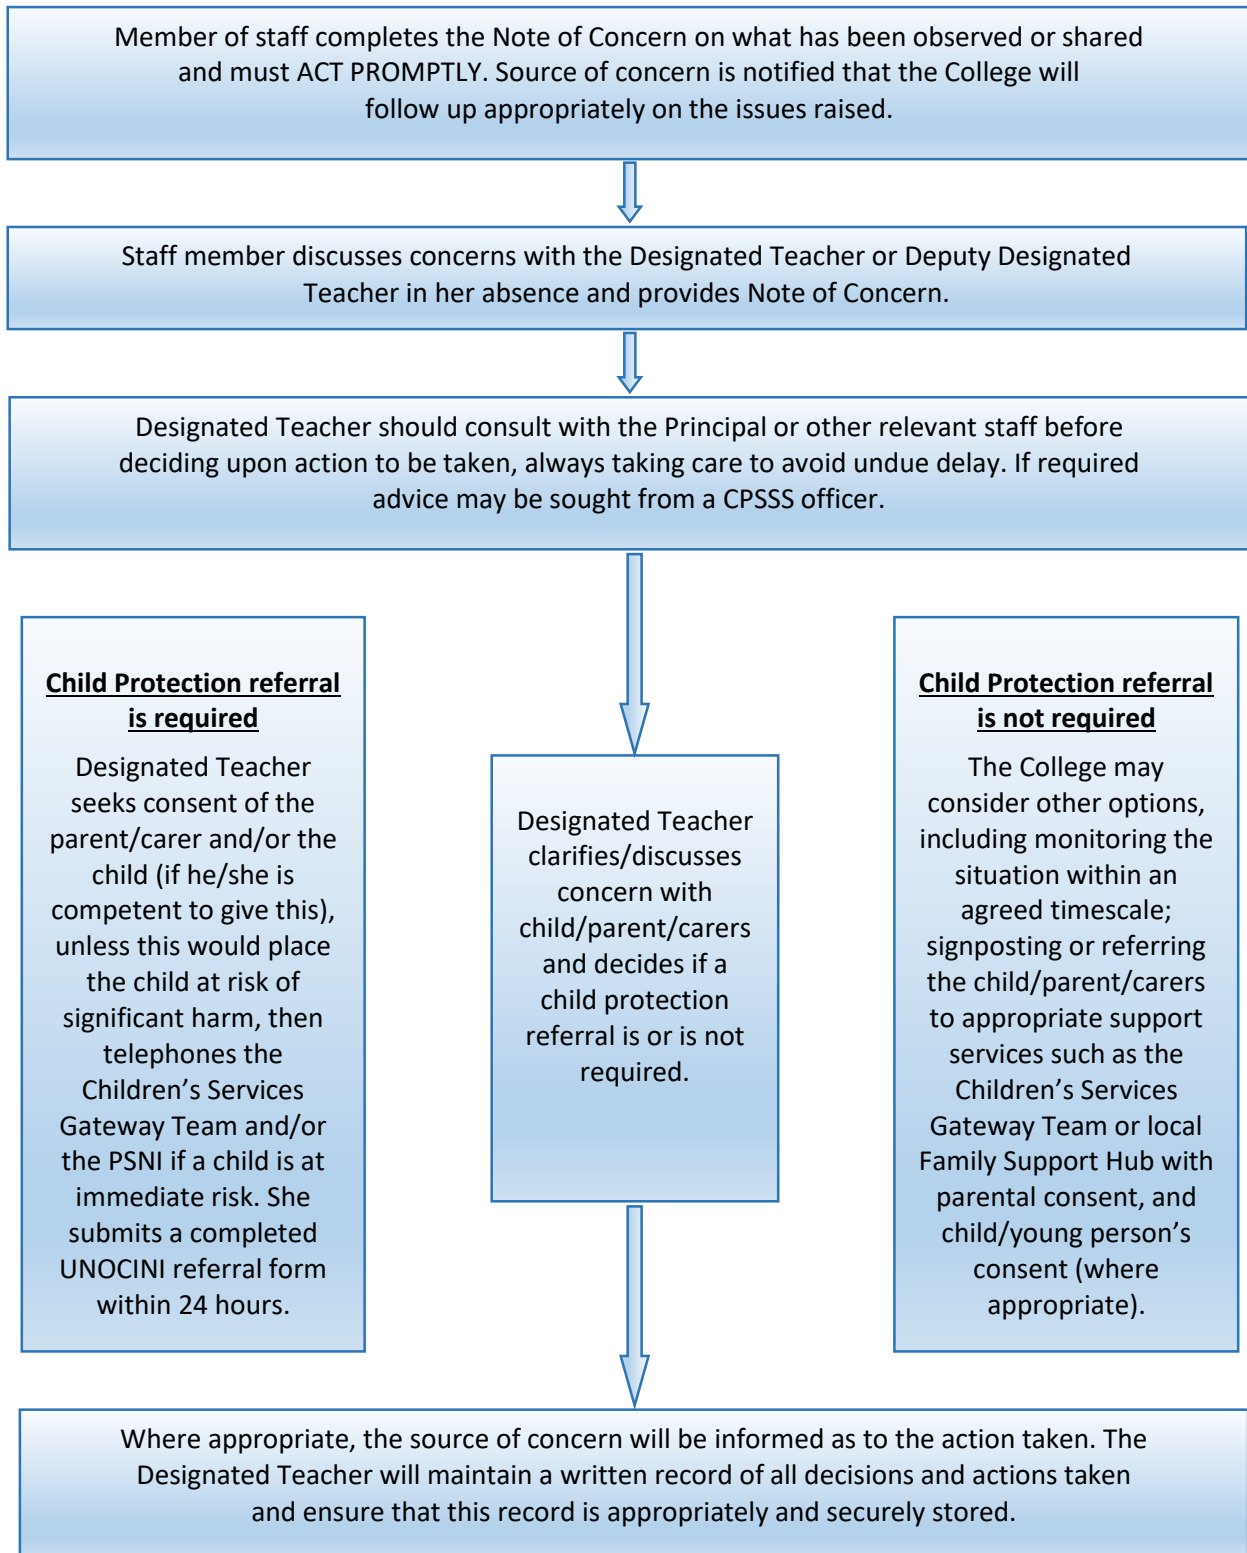 Member of staff completes the Note of Concern on what has been observed or shared
and must ACT PROMPTLY. Source of concern is notified that the College will
follow up appropriately on the issues raised.
Staff member discusses concerns with the Designated Teacher or Deputy Designated
Teacher in her absence and provides Note of Concern.
Designated Teacher should consult with the Principal or other relevant staff before
deciding upon action to be taken, always taking care to avoid undue delay. If required
advice may be sought from a CPSSS officer.
Child Protection referral
is required
Designated Teacher
seeks consent of the
parent/carer and/or the
child (if he/she is
competent to give this),
unless this would place
the child at risk of
significant harm, then
telephones the
Children’s Services
Gateway Team and/or
the PSNI if a child is at
immediate risk. She
submits a completed
UNOCINI referral form
within 24 hours.
Designated Teacher
clarifies/discusses
concern with
child/parent/carers
and decides if a
child protection
referral is or is not
required.
Child Protection referral
is not required
The College may
consider other options,
including monitoring the
situation within an
agreed timescale;
signposting or referring
the child/parent/carers
to appropriate support
services such as the
Children’s Services
Gateway Team or local
Family Support Hub with
parental consent, and
child/young person’s
consent (where
appropriate).
Where appropriate, the source of concern will be informed as to the action taken. The
Designated Teacher will maintain a written record of all decisions and actions taken
and ensure that this record is appropriately and securely stored.